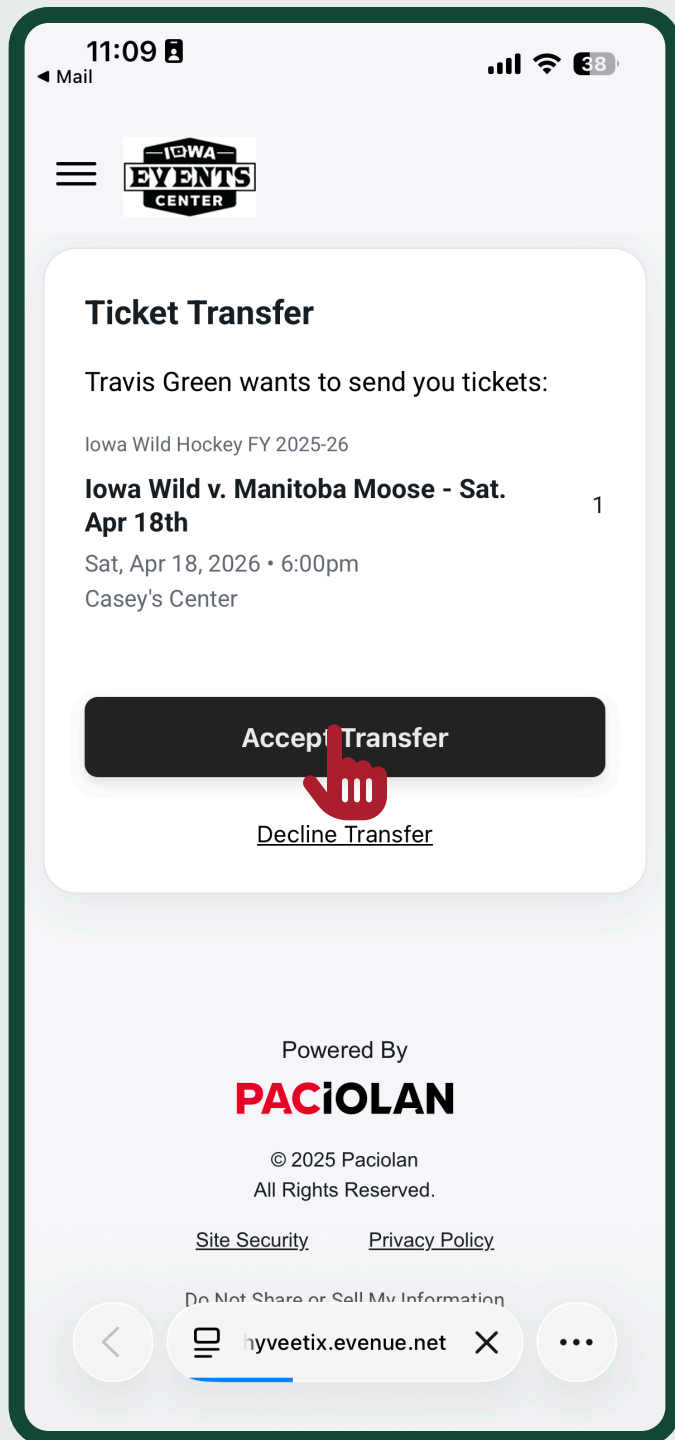 11:09
38
◀ Mail
IOWA
EVENTS
CENTER
Ticket Transfer
Travis Green wants to send you tickets:
Iowa Wild Hockey FY 2025-26
Iowa Wild v. Manitoba Moose - Sat.
Apr 18th
1
Sat, Apr 18, 2026 • 6:00pm
Casey's Center
Accept Transfer
Decline Transfer
Powered By
PACiOLAN
© 2025 Paciolan
All Rights Reserved.
Site Security Privacy Policy
Do Not Share or Sell My Information
hyveetix.evenue.net